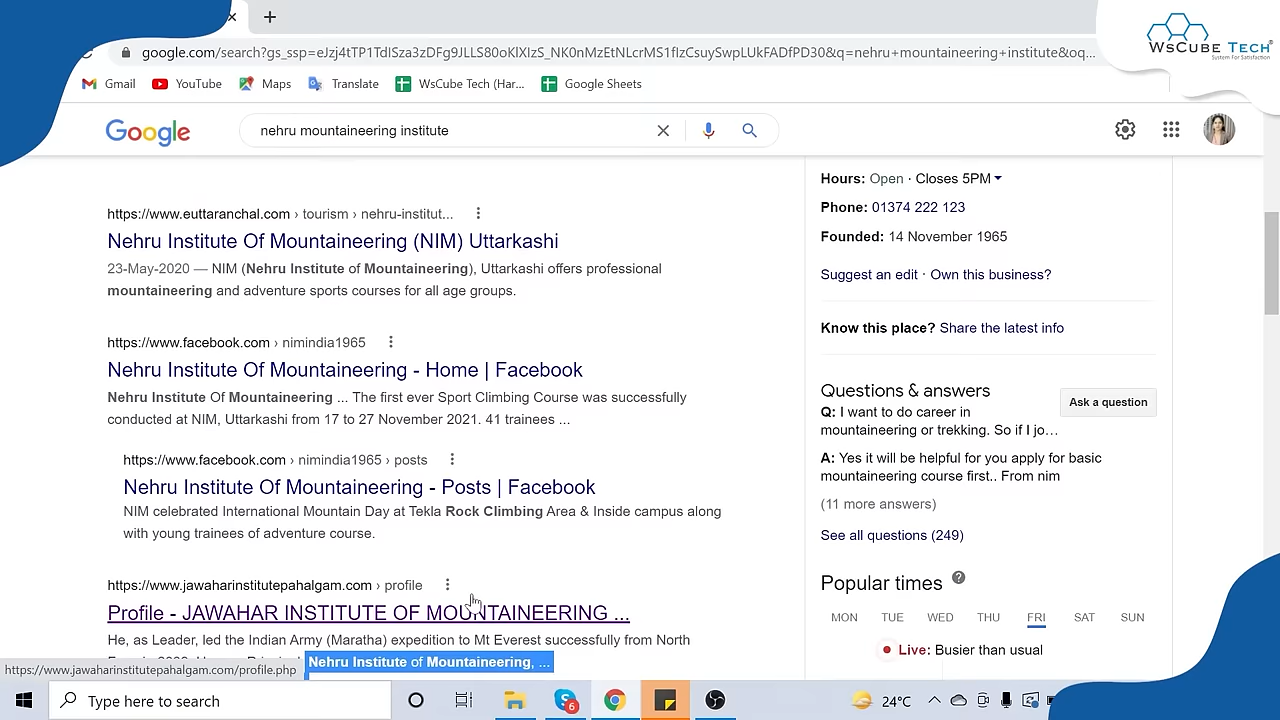 google.com/search?gs_ssp=eJzj4tTP1TdISza3zDFg9JLLS80oKlXIzS_NK0nMzEtNLcrMS1flzCsuySwpLUkFADfPD30&q=nehru+mountaineering+institute&oq...
WSCUBE TECH®
System For Satisfaction
Gmail YouTube Maps Translate WsCube Tech (Har... Google Sheets
Google nehru mountaineering institute
https://www.euttaranchal.com › tourism › nehru-institut...
Nehru Institute Of Mountaineering (NIM) Uttarkashi
23-May-2020 — NIM (Nehru Institute of Mountaineering), Uttarkashi offers professional
mountaineering and adventure sports courses for all age groups.
https://www.facebook.com › nimindia1965
Nehru Institute Of Mountaineering - Home | Facebook
Nehru Institute Of Mountaineering ... The first ever Sport Climbing Course was successfully
conducted at NIM, Uttarkashi from 17 to 27 November 2021. 41 trainees ...
https://www.facebook.com › nimindia1965 › posts
Nehru Institute Of Mountaineering - Posts | Facebook
NIM celebrated International Mountain Day at Tekla Rock Climbing Area & Inside campus along
with young trainees of adventure course.
https://www.jawaharinstitutepahalgam.com › profile
Profile - JAWAHAR INSTITUTE OF MOUNTAINEERING ...
He, as Leader, led the Indian Army (Maratha) expedition to Mt Everest successfully from North
Nehru Institute of Mountaineering, ...
https://www.jawaharinstitutepahalgam.com/profile.php
Hours: Open · Closes 5PM
Phone: 01374 222 123
Founded: 14 November 1965
Suggest an edit · Own this business?
Know this place? Share the latest info
Questions & answers
Ask a question
Q: I want to do career in
mountaineering or trekking. So if I jo...
A: Yes it will be helpful for you apply for basic
mountaineering course first.. From nim
(11 more answers)
See all questions (249)
Popular times
MON TUE WED THU FRI SAT SUN
Live: Busier than usual
Type here to search
6
24°C